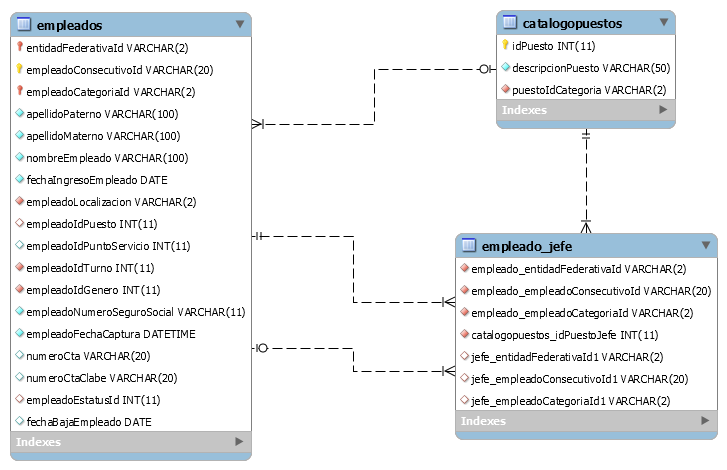 empleados
entidadFederativaId VARCHAR(2)
empleadoConsecutivoId VARCHAR(20)
empleadoCategoriaId VARCHAR(2)
apellidoPaterno VARCHAR(100)
apellidoMaterno VARCHAR(100)
nombreEmpleado VARCHAR(100)
fechaIngresoEmpleado DATE
empleadoLocalizacion VARCHAR(2)
empleadoIdPuesto INT(11)
empleadoIdPuntoServicio INT(11)
empleadoIdTurno INT(11)
empleadoIdGenero INT(11)
empleadoNumeroSeguroSocial VARCHAR(11)
empleadoFechaCaptura DATETIME
numeroCta VARCHAR(20)
numeroCtaClabe VARCHAR(20)
empleadoEstatusId INT(11)
fechaBajaEmpleado DATE
Indexes
catalogopuestos
idPuesto INT(11)
descripcionPuesto VARCHAR(50)
puestoIdCategoria VARCHAR(2)
Indexes
empleado_jefe
empleado_entidadFederativaId VARCHAR(2)
empleado_empleadoConsecutivoId VARCHAR(20)
empleado_empleadoCategoriaId VARCHAR(2)
catalogopuestos_idPuestoJefe INT(11)
jefe_entidadFederativaId1 VARCHAR(2)
jefe_empleadoConsecutivoId1 VARCHAR(20)
jefe_empleadoCategoriaId1 VARCHAR(2)
Indexes